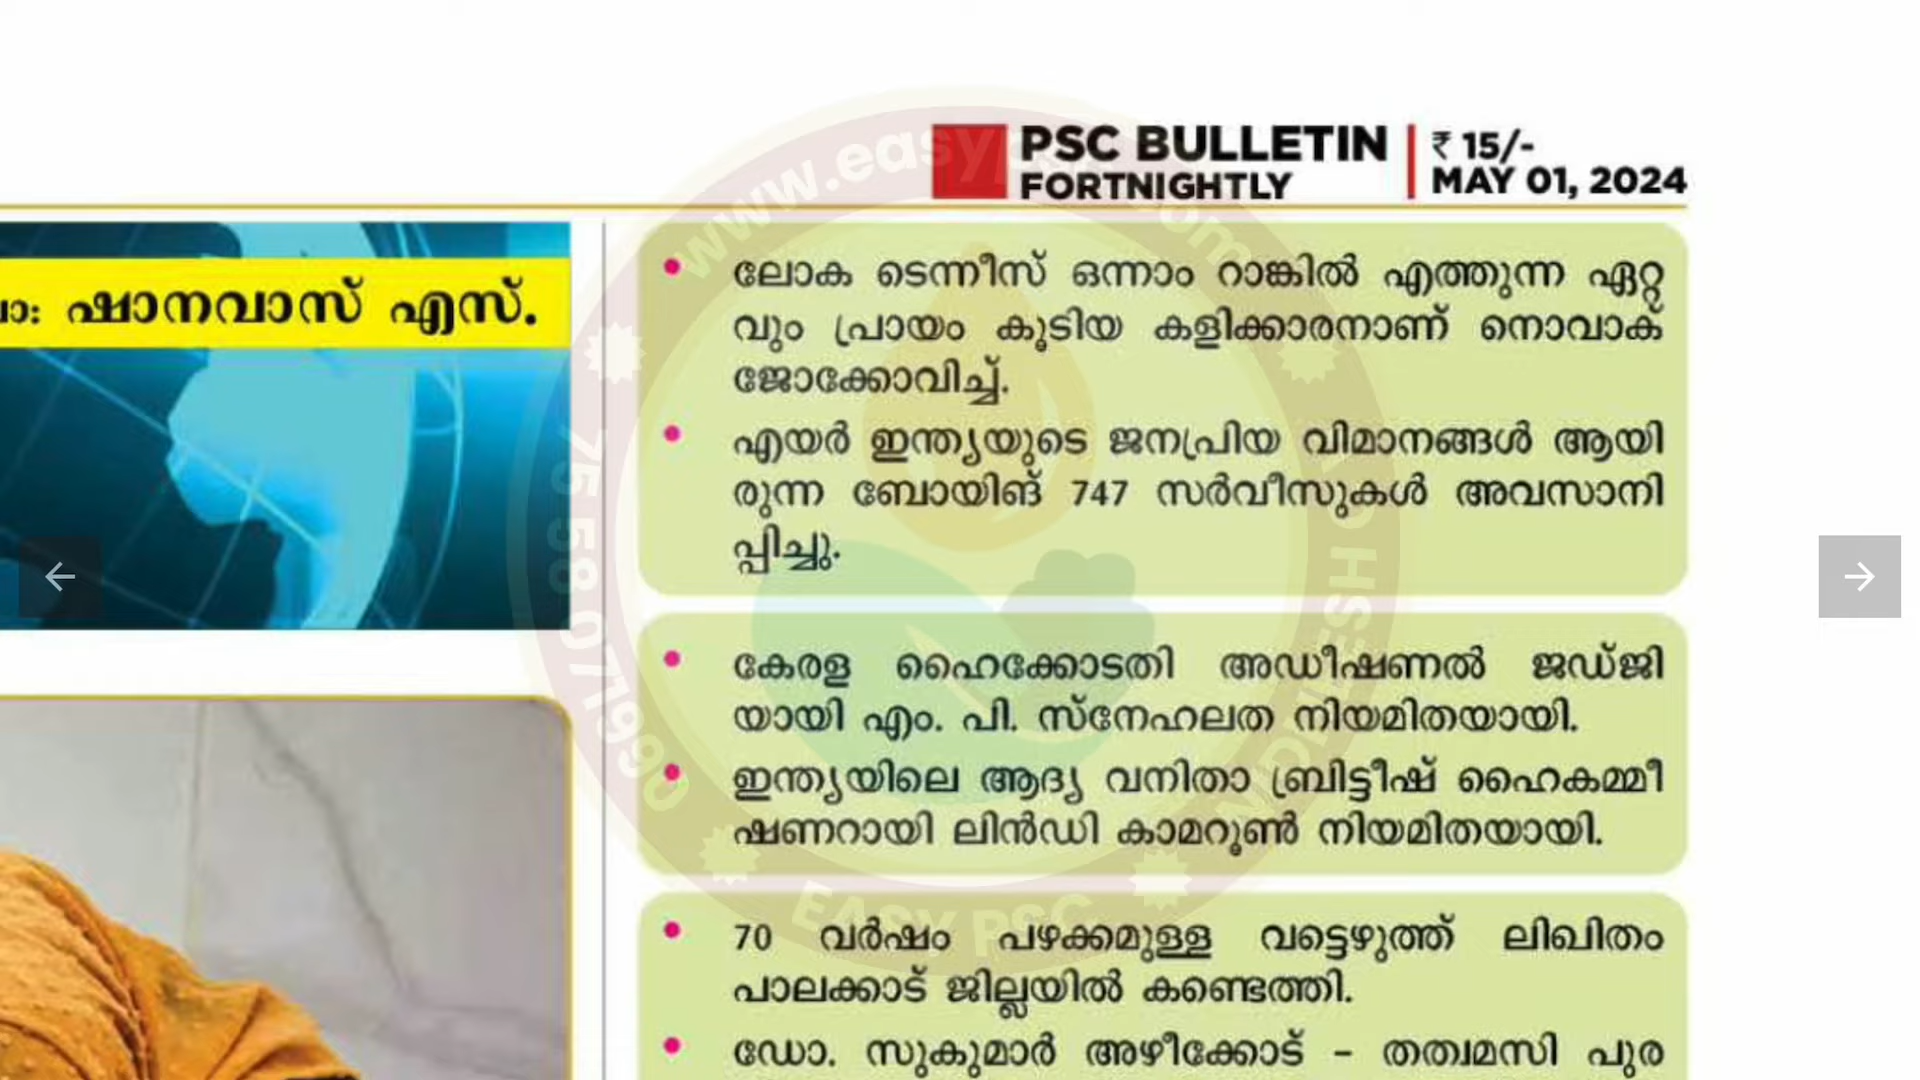 PSC BULLETIN
FORTNIGHTLY
₹ 15/-
MAY 01, 2024
ഷാനവാസ് എസ്.
ലോക ടെന്നീസ് ഒന്നാം റാങ്കിൽ എത്തുന്ന ഏറ്റ
വും പ്രായം കൂടിയ കളിക്കാരനാണ് നൊവാക്
ജോക്കോവിച്ച്.
എയർ ഇന്ത്യയുടെ ജനപ്രിയ വിമാനങ്ങൾ ആയി
രുന്ന ബോയിങ് 747 സർവീസുകൾ അവസാനി
പ്പിച്ചു.
കേരള ഹൈക്കോടതി അഡീഷണൽ ജഡ്ജി
യായി എം. പി. സ്നേഹലത നിയമിതയായി.
ഇന്ത്യയിലെ ആദ്യ വനിതാ ബ്രിട്ടീഷ് ഹൈകമ്മീ
ഷണറായി ലിൻഡി കാമറൂൺ നിയമിതയായി.
70 വർഷം പഴക്കമുള്ള വട്ടെഴുത്ത് ലിഖിതം
പാലക്കാട് ജില്ലയിൽ കണ്ടെത്തി.
ഡോ. സുകുമാർ അഴീക്കോട് – തത്വമസി പുര
EASY PSC